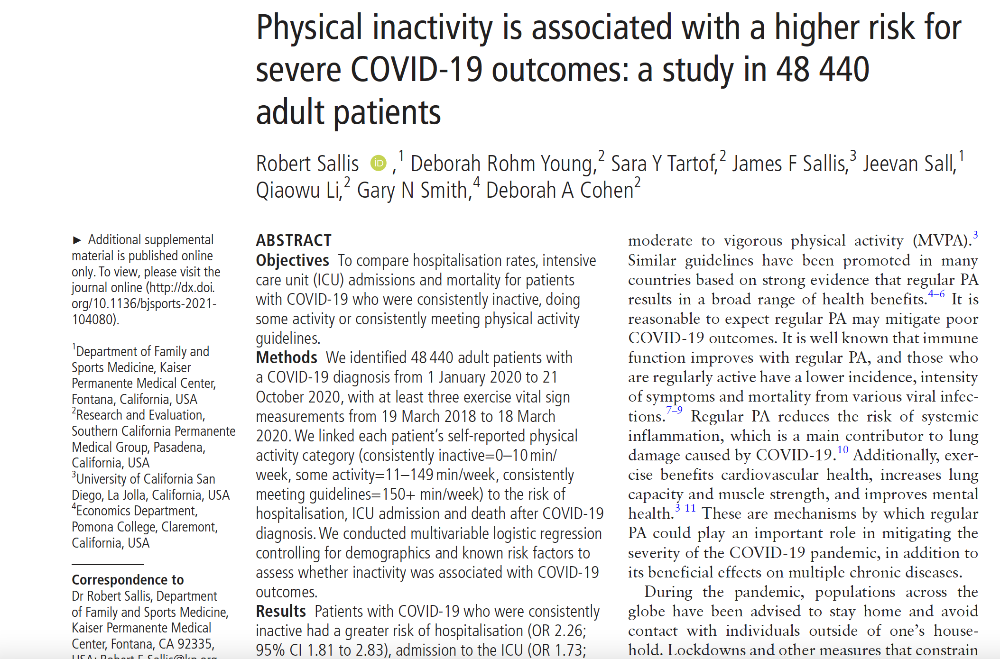 Physical inactivity is associated with a higher risk for
severe COVID-19 outcomes: a study in 48 440
adult patients
Robert Sallis iD ,1 Deborah Rohm Young,2 Sara Y Tartof,2 James F Sallis,3 Jeevan Sall,1
Qiaowu Li,2 Gary N Smith,4 Deborah A Cohen2
► Additional supplemental
material is published online
only. To view, please visit the
journal online (http://dx.doi.
org/10.1136/bjsports-2021-
104080).
1Department of Family and
Sports Medicine, Kaiser
Permanente Medical Center,
Fontana, California, USA
2Research and Evaluation,
Southern California Permanente
Medical Group, Pasadena,
California, USA
3University of California San
Diego, La Jolla, California, USA
4Economics Department,
Pomona College, Claremont,
California, USA
Correspondence to
Dr Robert Sallis, Department
of Family and Sports Medicine,
Kaiser Permanente Medical
Center, Fontana, CA 92335,
USA; Robert.E.Sallis@kp.org
ABSTRACT
Objectives To compare hospitalisation rates, intensive
care unit (ICU) admissions and mortality for patients
with COVID-19 who were consistently inactive, doing
some activity or consistently meeting physical activity
guidelines.
Methods We identified 48 440 adult patients with
a COVID-19 diagnosis from 1 January 2020 to 21
October 2020, with at least three exercise vital sign
measurements from 19 March 2018 to 18 March
2020. We linked each patient's self-reported physical
activity category (consistently inactive=0–10 min/
week, some activity=11–149 min/week, consistently
meeting guidelines=150+ min/week) to the risk of
hospitalisation, ICU admission and death after COVID-19
diagnosis. We conducted multivariable logistic regression
controlling for demographics and known risk factors to
assess whether inactivity was associated with COVID-19
outcomes.
Results Patients with COVID-19 who were consistently
inactive had a greater risk of hospitalisation (OR 2.26;
95% CI 1.81 to 2.83), admission to the ICU (OR 1.73;
moderate to vigorous physical activity (MVPA).3
Similar guidelines have been promoted in many
countries based on strong evidence that regular PA
results in a broad range of health benefits.4–6 It is
reasonable to expect regular PA may mitigate poor
COVID-19 outcomes. It is well known that immune
function improves with regular PA, and those who
are regularly active have a lower incidence, intensity
of symptoms and mortality from various viral infec-
tions.7–9 Regular PA reduces the risk of systemic
inflammation, which is a main contributor to lung
damage caused by COVID-19.10 Additionally, exer-
cise benefits cardiovascular health, increases lung
capacity and muscle strength, and improves mental
health.3 11 These are mechanisms by which regular
PA could play an important role in mitigating the
severity of the COVID-19 pandemic, in addition to
its beneficial effects on multiple chronic diseases.
During the pandemic, populations across the
globe have been advised to stay home and avoid
contact with individuals outside of one's house-
hold. Lockdowns and other measures that constrain